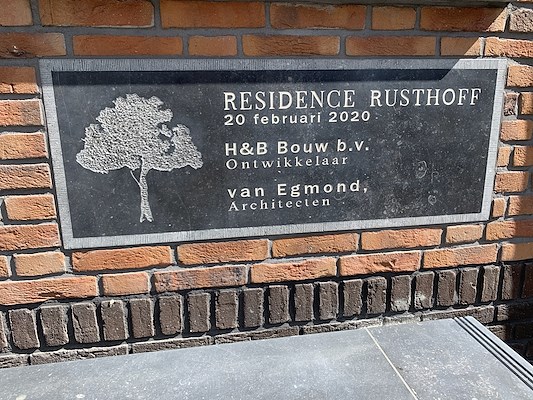 RESIDENCE RUSTHOFF
20 februari 2020
H&B Bouw b.v.
Ontwikkelaar
van Egmond,
Architecten